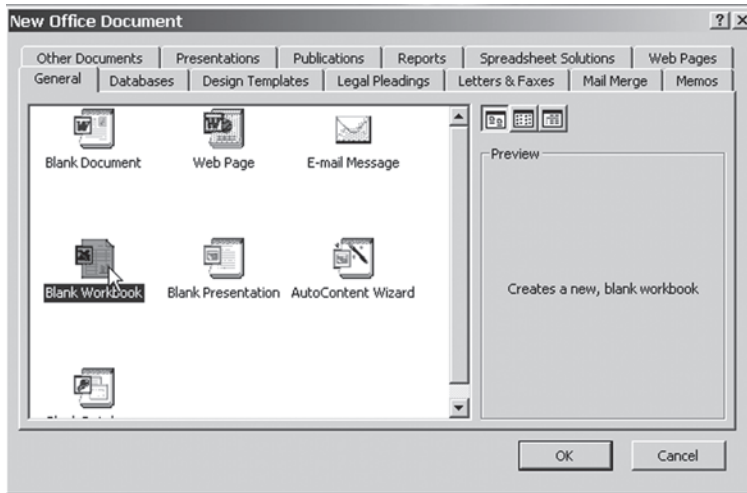 New Office Document
Other Documents Presentations Publications Reports Spreadsheet Solutions Web Pages
General Databases Design Templates Legal Pleadings Letters & Faxes Mail Merge Memos
Blank Document Web Page E-mail Message
Preview
Blank Workbook Blank Presentation AutoContent Wizard
Creates a new, blank workbook
OK Cancel